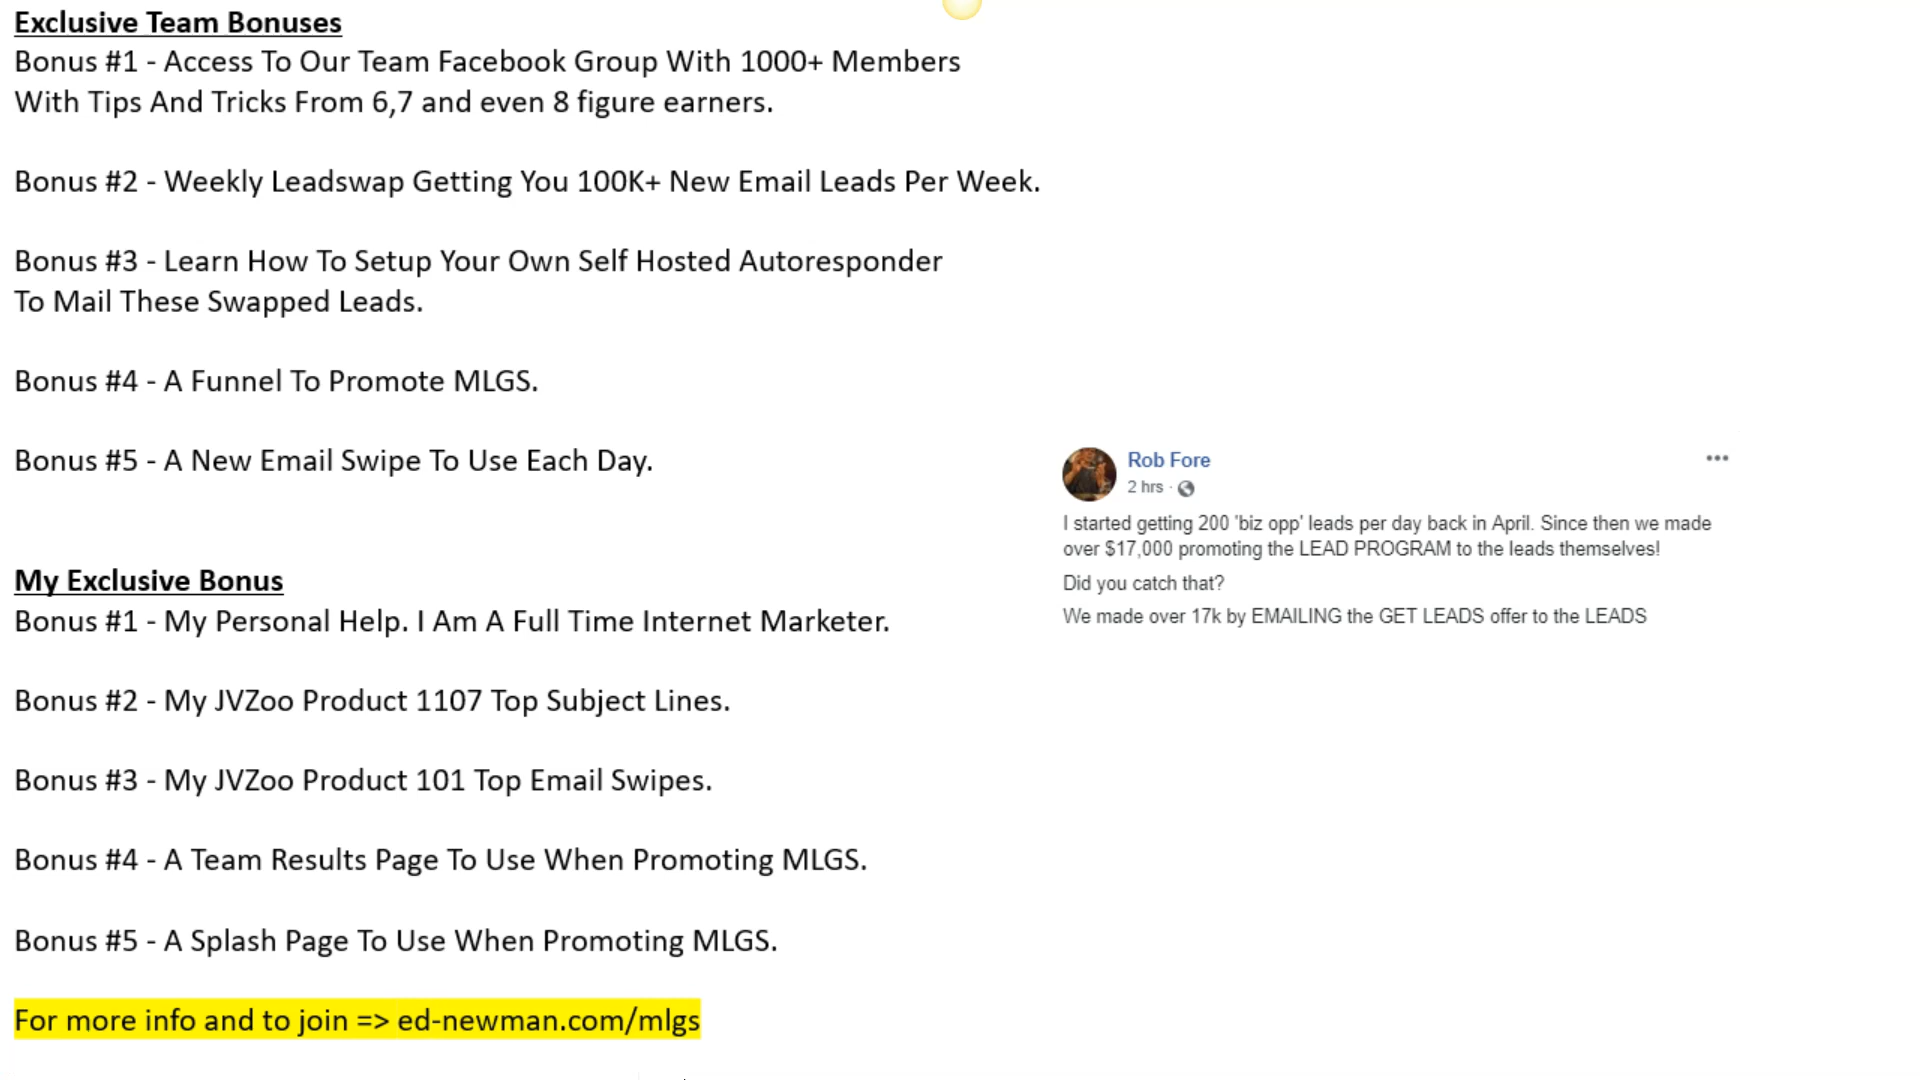 Exclusive Team Bonuses
Bonus #1 - Access To Our Team Facebook Group With 1000+ Members
With Tips And Tricks From 6,7 and even 8 figure earners.
Bonus #2 - Weekly Leadswap Getting You 100K+ New Email Leads Per Week.
Bonus #3 - Learn How To Setup Your Own Self Hosted Autoresponder
To Mail These Swapped Leads.
Bonus #4 - A Funnel To Promote MLGS.
Bonus #5 - A New Email Swipe To Use Each Day.
My Exclusive Bonus
Bonus #1 - My Personal Help. I Am A Full Time Internet Marketer.
Bonus #2 - My JVZoo Product 1107 Top Subject Lines.
Bonus #3 - My JVZoo Product 101 Top Email Swipes.
Bonus #4 - A Team Results Page To Use When Promoting MLGS.
Bonus #5 - A Splash Page To Use When Promoting MLGS.
For more info and to join => ed-newman.com/mlgs
Rob Fore
2 hrs ·
I started getting 200 'biz opp' leads per day back in April. Since then we made
over $17,000 promoting the LEAD PROGRAM to the leads themselves!
Did you catch that?
We made over 17k by EMAILING the GET LEADS offer to the LEADS